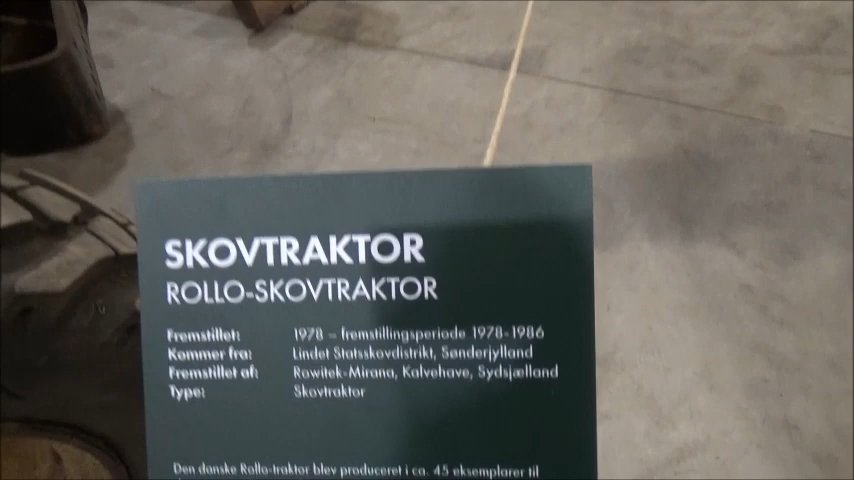 SKOVTRAKTOR
ROLLO-SKOVTRAKTOR
Fremstillet: 1978 – fremstillingsperiode 1978-1986
Kommer fra: Lindet Statsskovdistrikt, Sønderjylland
Fremstillet af: Rowitek-Mirana, Kalvehave, Sydsjælland
Type: Skovtraktor
Den danske Rollo-traktor blev produceret i ca. 45 eksemplarer til